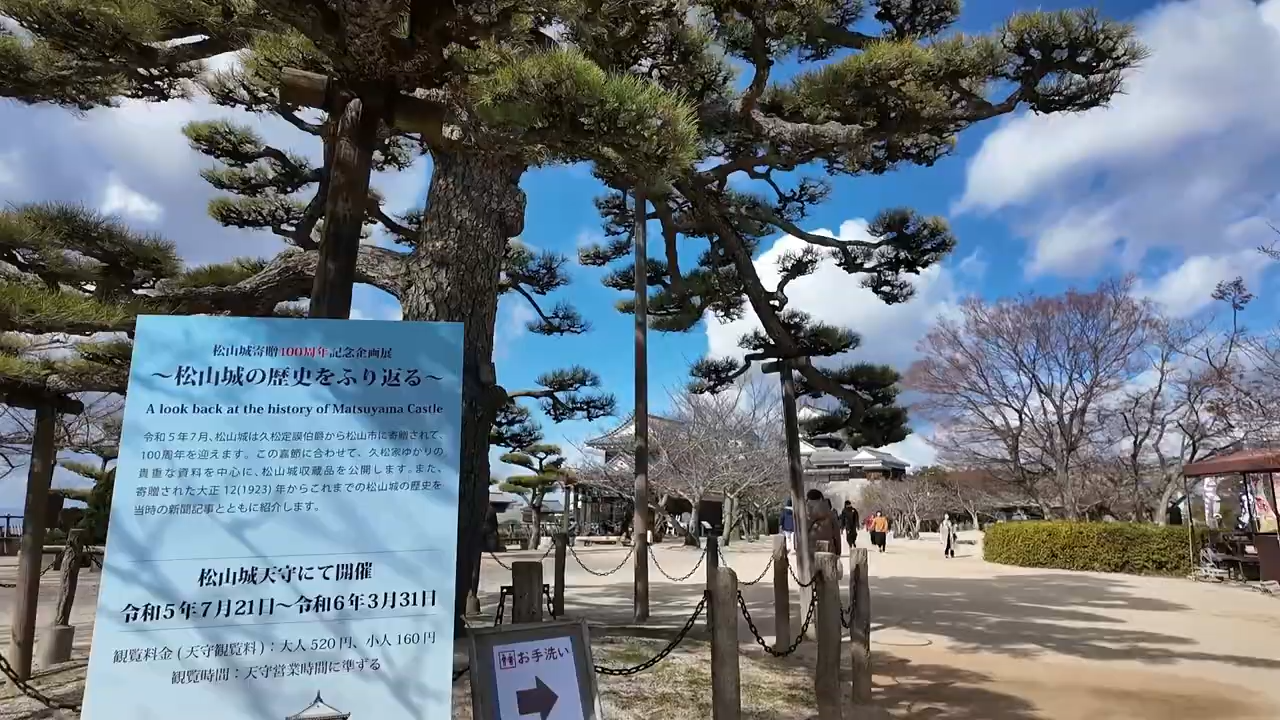 松山城寄贈100周年記念企画展
～松山城の歴史をふり返る～
A look back at the history of Matsuyama Castle
令和5年7月、松山城は久松定謨伯爵から松山市に寄贈されて、
100周年を迎えます。この嘉節に合わせて、久松家ゆかりの
貴重な資料を中心に、松山城収蔵品を公開します。また、
寄贈された大正12(1923)年からこれまでの松山城の歴史を
当時の新聞記事とともに紹介します。
松山城天守にて開催
令和5年7月21日～令和6年3月31日
観覧料金(天守観覧料)：大人520円、小人160円
観覧時間：天守営業時間に準ずる
お手洗い